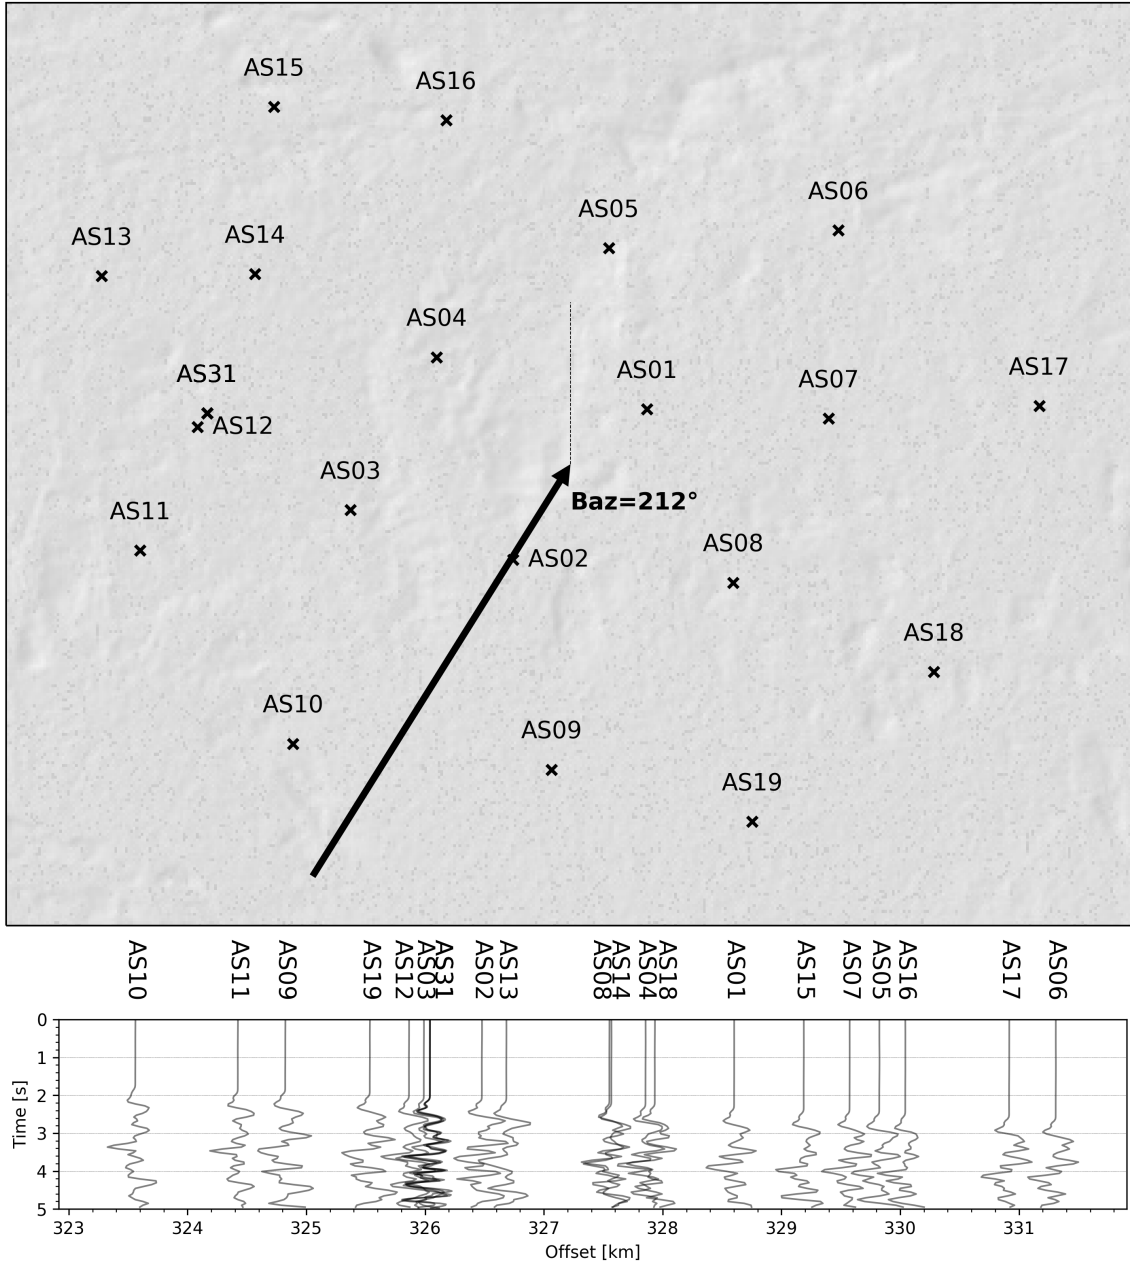 AS15
AS16
AS06
AS05
AS13
AS14
AS04
AS31
AS01
AS07
AS17
AS12
AS03
Baz=212°
AS11
AS08
AS02
AS18
AS10
AS09
AS19
AS10
AS11
AS09
AS19
AS12
AS03
AS31
AS02
AS13
AS08
AS14
AS04
AS18
AS01
AS15
AS07
AS05
AS16
AS17
AS06
0
1
2
3
4
5
Time [s]
323
324
325
326
327
328
329
330
331
Offset [km]